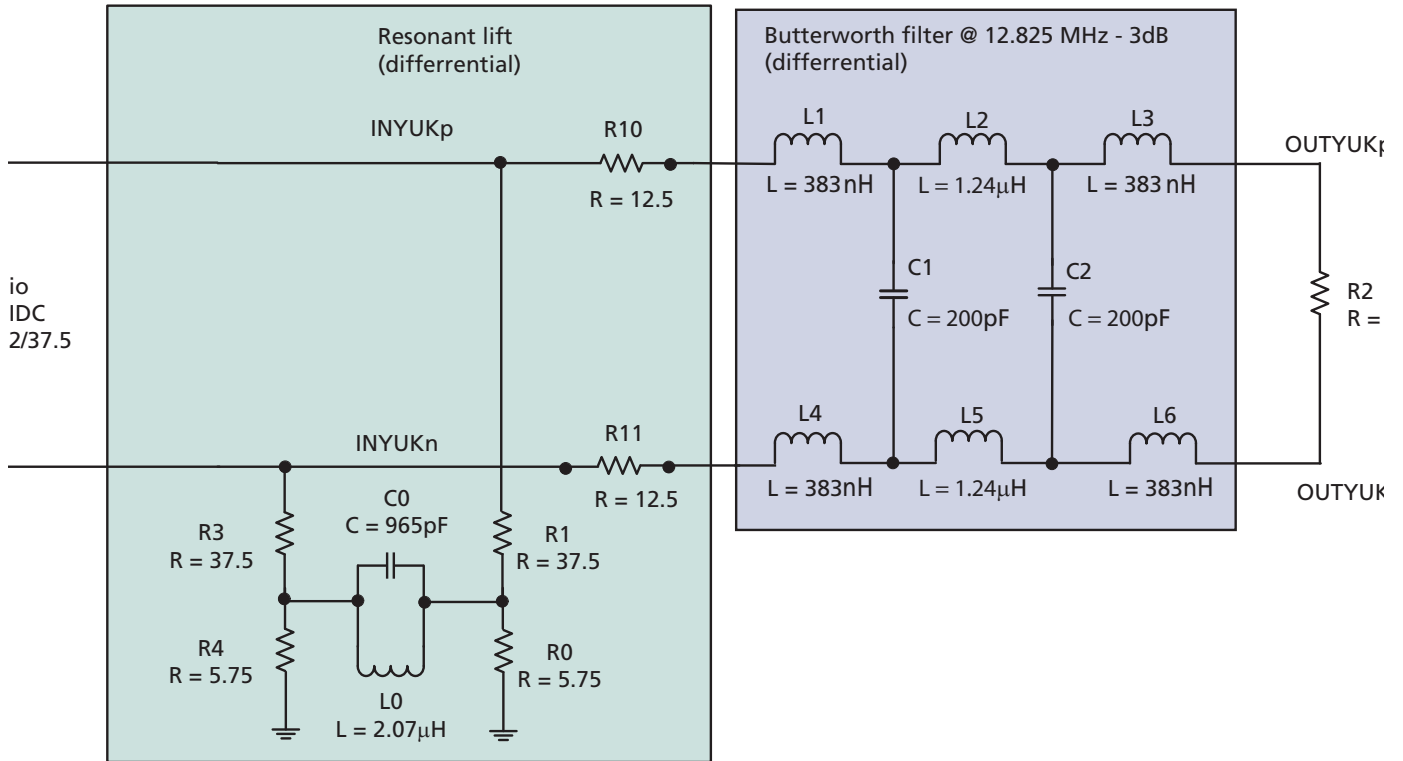 Resonant lift
(differrential)
Butterworth filter @ 12.825 MHz - 3dB
(differrential)
INYUKp
R10
R = 12.5
L1
L = 383nH
L2
L = 1.24µH
L3
L = 383 nH
OUTYUKp
io
IDC
2/37.5
C1
C = 200pF
C2
C = 200pF
R2
R =
INYUKn
R11
R = 12.5
L4
L = 383nH
L5
L = 1.24µH
L6
L = 383nH
OUTYUK
R3
R = 37.5
C0
C = 965pF
R1
R = 37.5
R4
R = 5.75
L0
L = 2.07µH
R0
R = 5.75